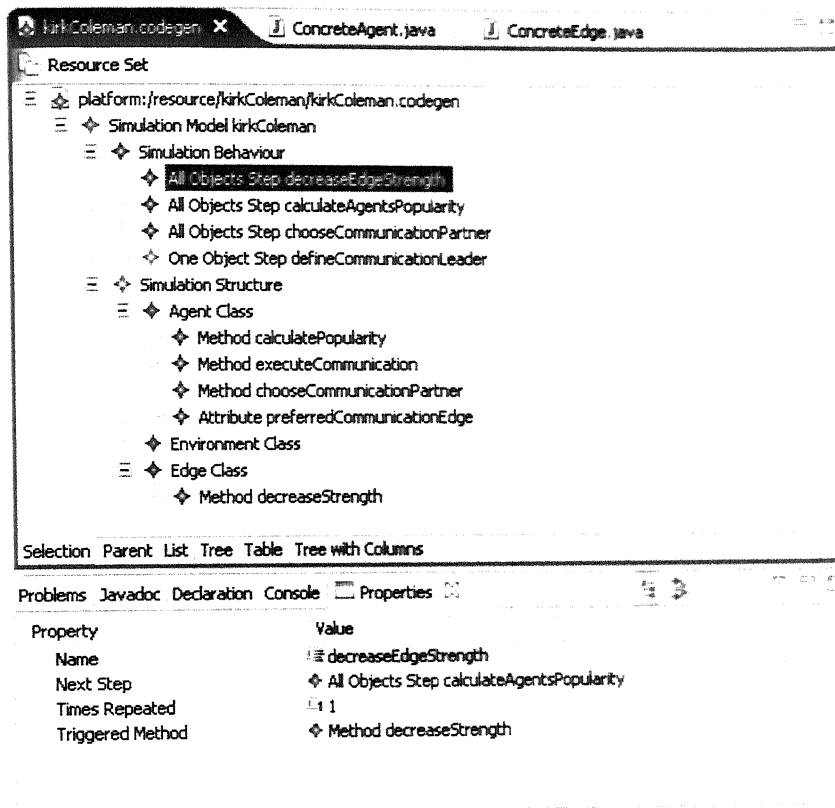 kirkColeman.codegen ConcreteAgent.java ConcreteEdge.java
Resource Set
platform:/resource/kirkColeman/kirkColeman.codegen
Simulation Model kirkColeman
Simulation Behaviour
All Objects Step decreaseEdgeStrength
All Objects Step calculateAgentsPopularity
All Objects Step chooseCommunicationPartner
One Object Step defineCommunicationLeader
Simulation Structure
Agent Class
Method calculatePopularity
Method executeCommunication
Method chooseCommunicationPartner
Attribute preferredCommunicationEdge
Environment Class
Edge Class
Method decreaseStrength
Selection Parent List Tree Table Tree with Columns
Problems Javadoc Declaration Console Properties
Property Value
Name decreaseEdgeStrength
Next Step All Objects Step calculateAgentsPopularity
Times Repeated 1
Triggered Method Method decreaseStrength